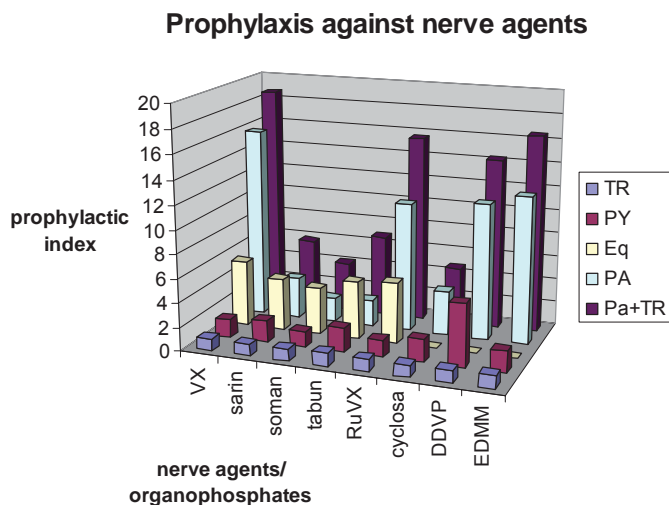 Prophylaxis against nerve agents
prophylactic
index
20
18
16
14
12
10
8
6
4
2
0
VX
sarin
soman
tabun
RuVX
cyclosa
DDVP
EDMM
nerve agents/
organophosphates
TR
PY
Eq
PA
Pa+TR